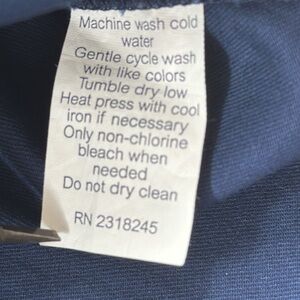 Machine wash cold
water
Gentle cycle wash
with like colors
Tumble dry low
Heat press with cool
iron if necessary
Only non-chlorine
bleach when
needed
Do not dry clean
RN 2318245